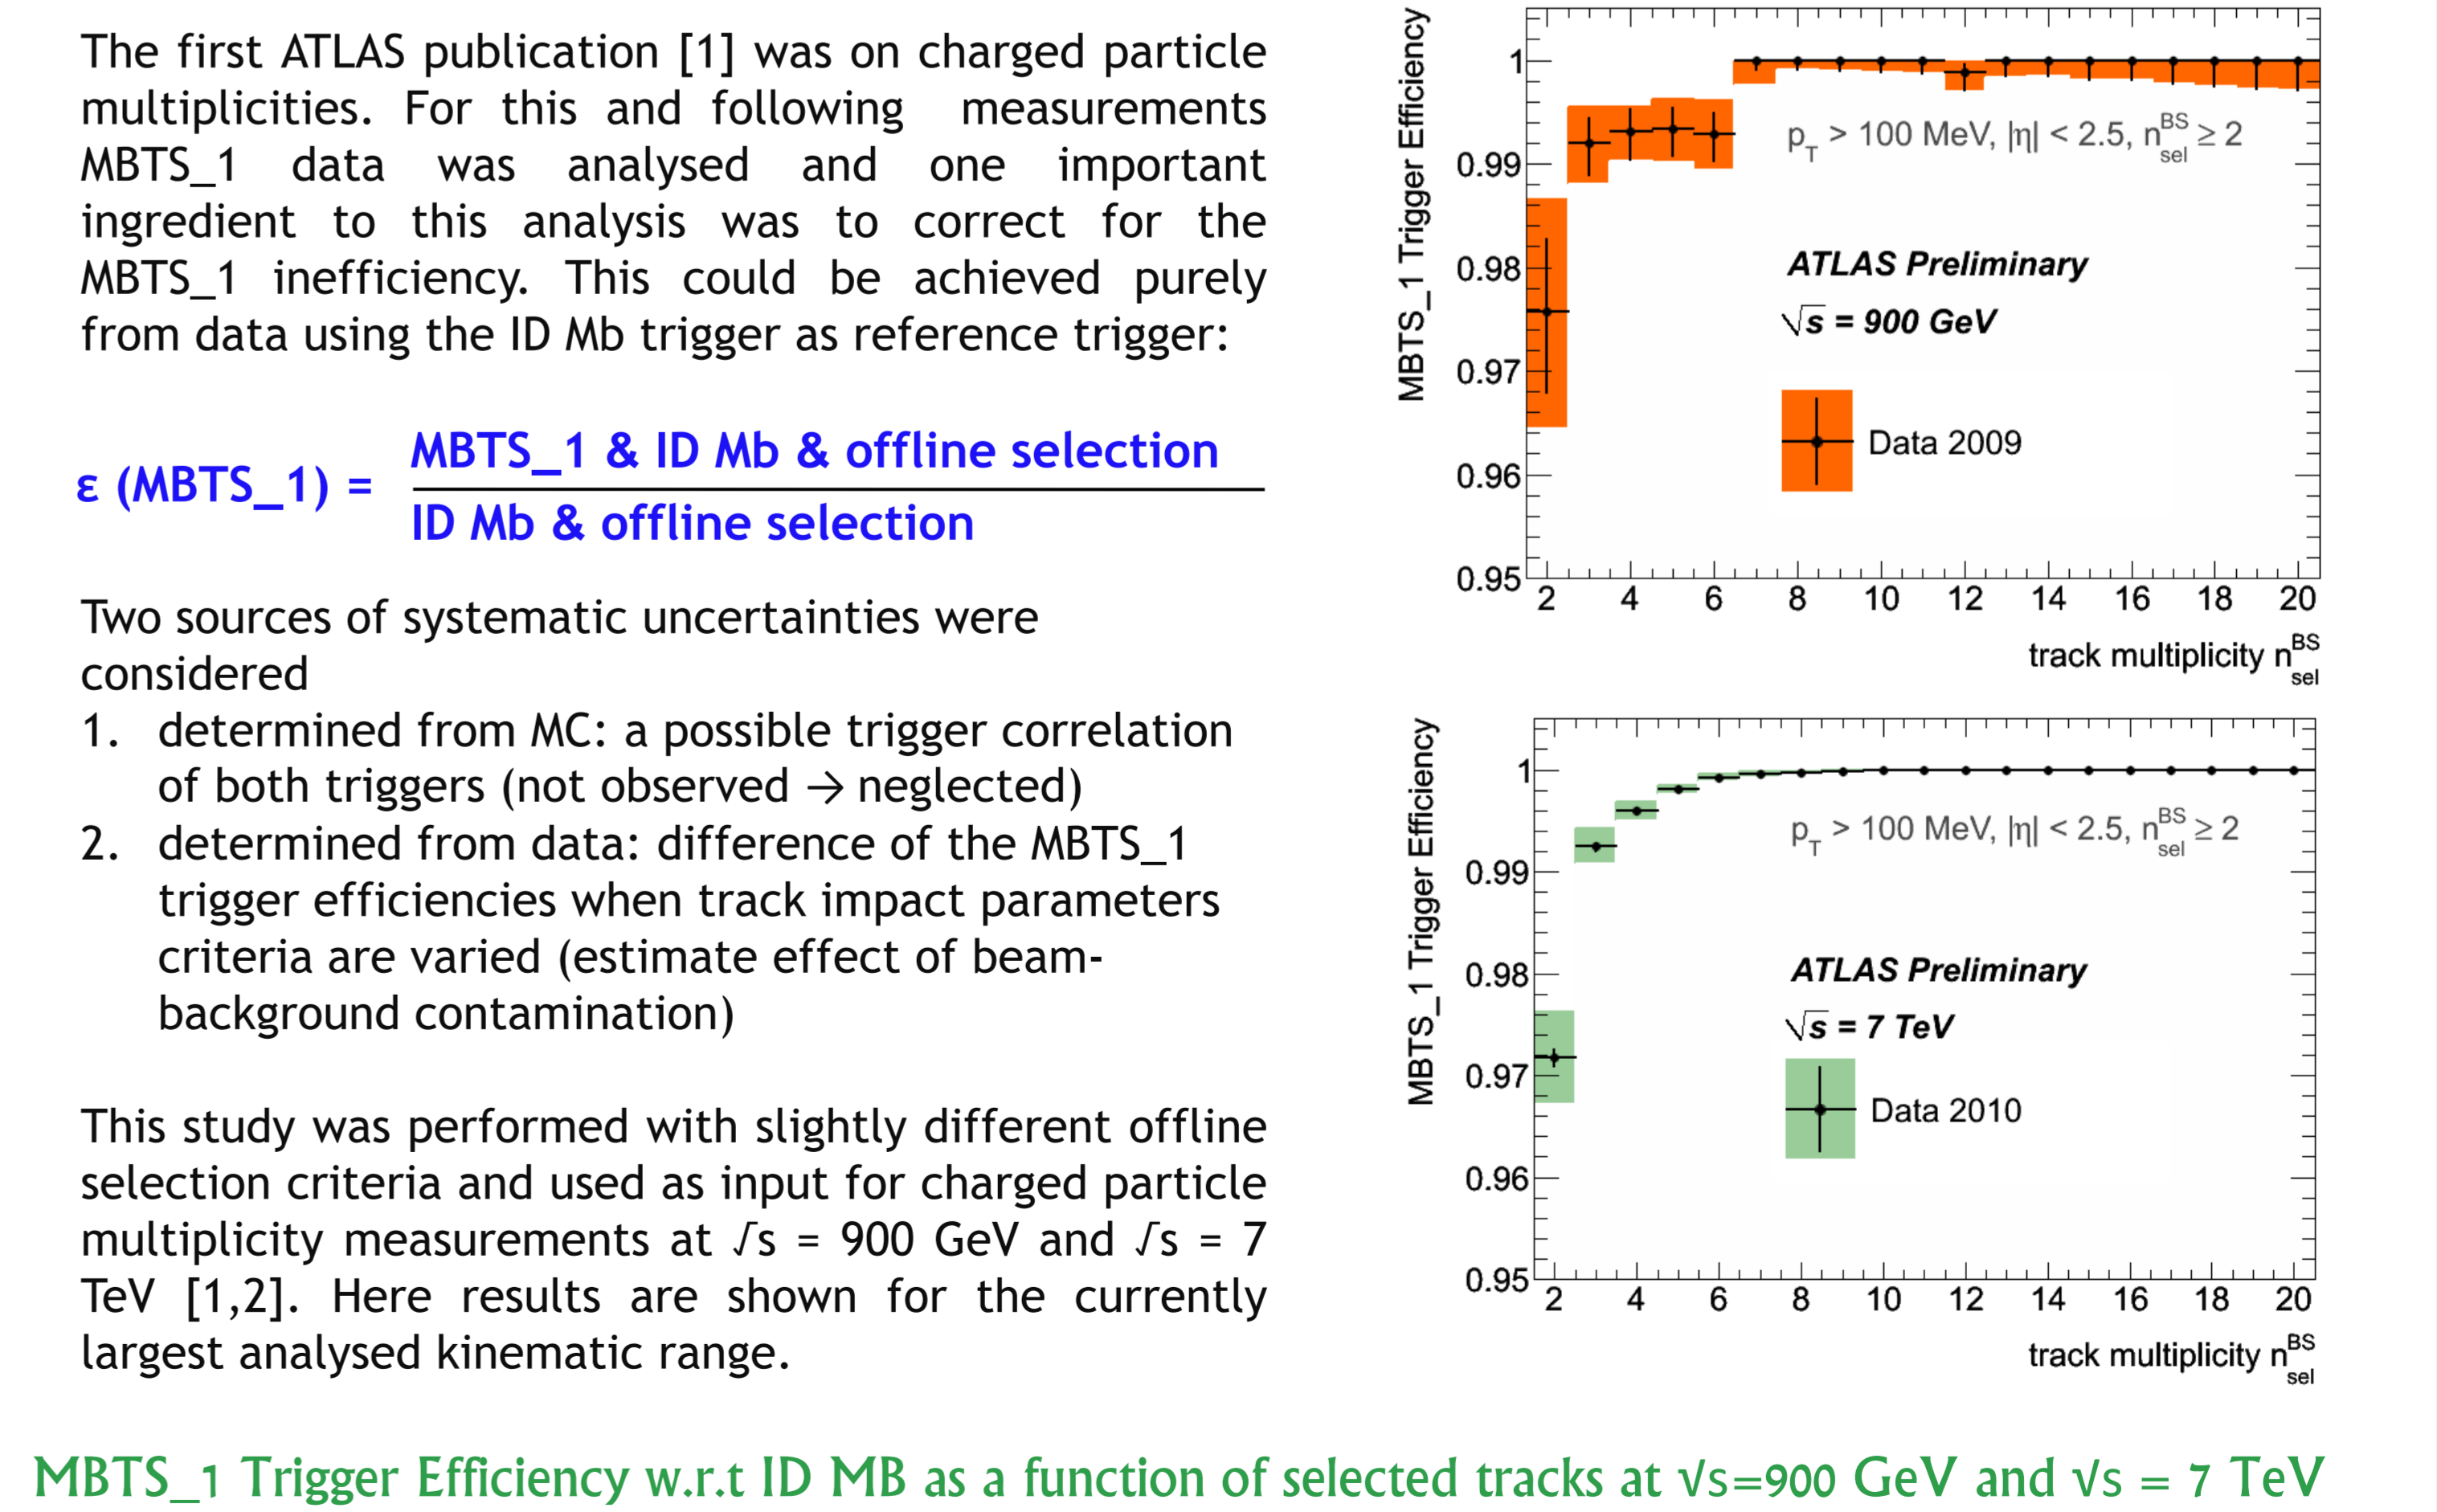 The first ATLAS publication [1] was on charged particle
multiplicities. For this and following measurements
MBTS_1 data was analysed and one important
ingredient to this analysis was to correct for the
MBTS_1 inefficiency. This could be achieved purely
from data using the ID Mb trigger as reference trigger:
ε (MBTS_1) =
MBTS_1 & ID Mb & offline selection
ID Mb & offline selection
Two sources of systematic uncertainties were
considered
1. determined from MC: a possible trigger correlation
of both triggers (not observed → neglected)
2. determined from data: difference of the MBTS_1
trigger efficiencies when track impact parameters
criteria are varied (estimate effect of beam-
background contamination)
This study was performed with slightly different offline
selection criteria and used as input for charged particle
multiplicity measurements at √s = 900 GeV and √s = 7
TeV [1,2]. Here results are shown for the currently
largest analysed kinematic range.
MBTS_1 Trigger Efficiency
1
0.99
0.98
0.97
0.96
0.95
p_T > 100 MeV, |η| < 2.5, n^BS_sel ≥ 2
ATLAS Preliminary
√s = 900 GeV
Data 2009
2 4 6 8 10 12 14 16 18 20
track multiplicity n^BS_sel
MBTS_1 Trigger Efficiency
1
0.99
0.98
0.97
0.96
0.95
p_T > 100 MeV, |η| < 2.5, n^BS_sel ≥ 2
ATLAS Preliminary
√s = 7 TeV
Data 2010
2 4 6 8 10 12 14 16 18 20
track multiplicity n^BS_sel
MBTS_1 Trigger Efficiency w.r.t ID MB as a function of selected tracks at √s=900 GeV and √s = 7 TeV